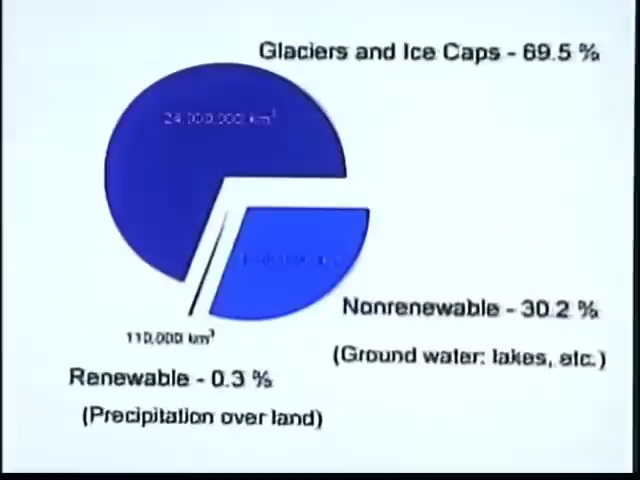 Glaciers and Ice Caps - 69.5 %
24,000,000 km³
Nonrenewable - 30.2 %
(Ground water: lakes, etc.)
110,000 km³
Renewable - 0.3 %
(Precipitation over land)